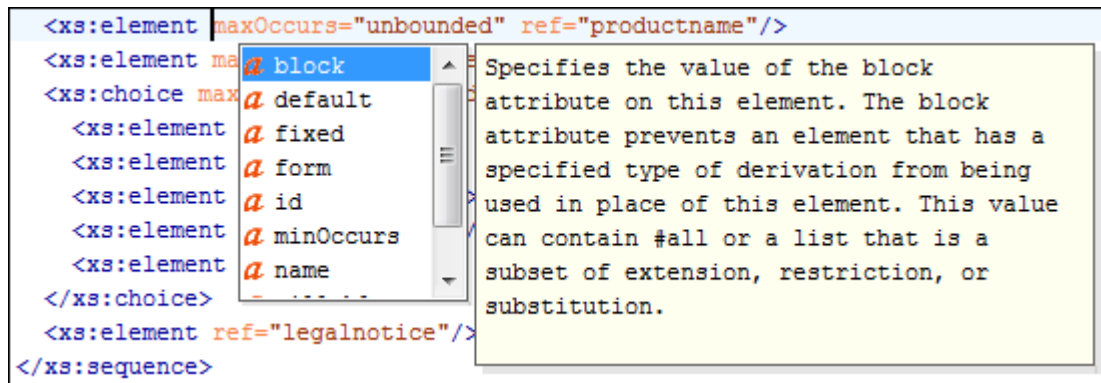 <xs:element maxOccurs="unbounded" ref="productname"/>
<xs:element
<xs:choice
<xs:element
<xs:element
<xs:element
<xs:element
<xs:element
</xs:choice>
<xs:element ref="legalnotice"/>
</xs:sequence>
a block
a default
a fixed
a form
a id
a minOccurs
a name
Specifies the value of the block
attribute on this element. The block
attribute prevents an element that has a
specified type of derivation from being
used in place of this element. This value
can contain #all or a list that is a
subset of extension, restriction, or
substitution.